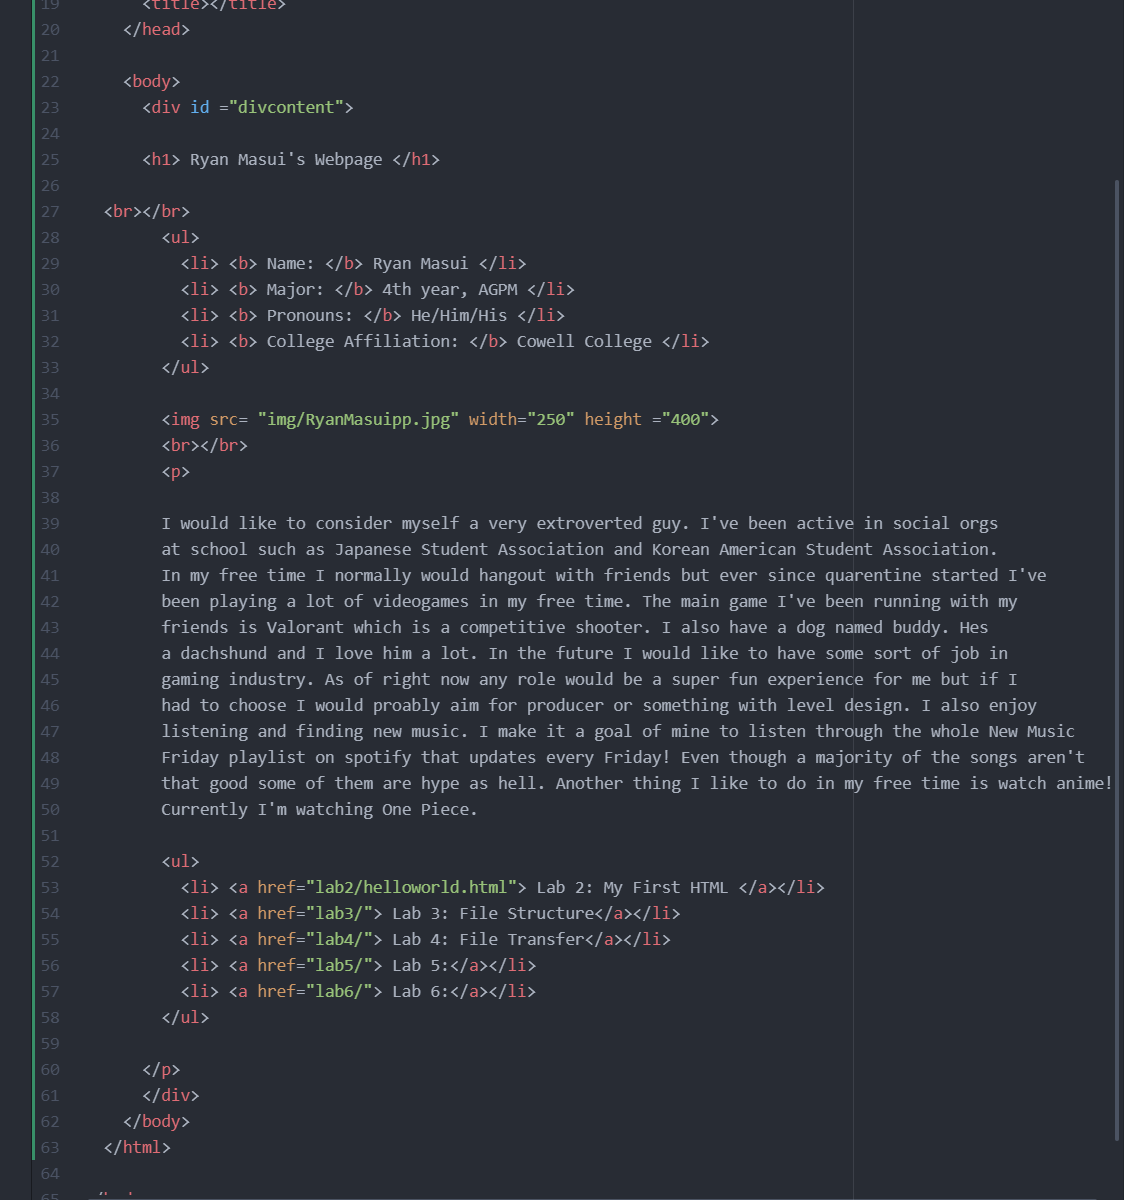 19 <title></title>
20 </head>
21
22 <body>
23 <div id ="divcontent">
24
25 <h1> Ryan Masui's Webpage </h1>
26
27 <br></br>
28 <ul>
29 <li> <b> Name: </b> Ryan Masui </li>
30 <li> <b> Major: </b> 4th year, AGPM </li>
31 <li> <b> Pronouns: </b> He/Him/His </li>
32 <li> <b> College Affiliation: </b> Cowell College </li>
33 </ul>
34
35 <img src= "img/RyanMasuipp.jpg" width="250" height ="400">
36 <br></br>
37 <p>
38
39 I would like to consider myself a very extroverted guy. I've been active in social orgs
40 at school such as Japanese Student Association and Korean American Student Association.
41 In my free time I normally would hangout with friends but ever since quarentine started I've
42 been playing a lot of videogames in my free time. The main game I've been running with my
43 friends is Valorant which is a competitive shooter. I also have a dog named buddy. Hes
44 a dachshund and I love him a lot. In the future I would like to have some sort of job in
45 gaming industry. As of right now any role would be a super fun experience for me but if I
46 had to choose I would proably aim for producer or something with level design. I also enjoy
47 listening and finding new music. I make it a goal of mine to listen through the whole New Music
48 Friday playlist on spotify that updates every Friday! Even though a majority of the songs aren't
49 that good some of them are hype as hell. Another thing I like to do in my free time is watch anime!
50 Currently I'm watching One Piece.
51
52 <ul>
53 <li> <a href="lab2/helloworld.html"> Lab 2: My First HTML </a></li>
54 <li> <a href="lab3/"> Lab 3: File Structure</a></li>
55 <li> <a href="lab4/"> Lab 4: File Transfer</a></li>
56 <li> <a href="lab5/"> Lab 5:</a></li>
57 <li> <a href="lab6/"> Lab 6:</a></li>
58 </ul>
59
60 </p>
61 </div>
62 </body>
63 </html>
64
65